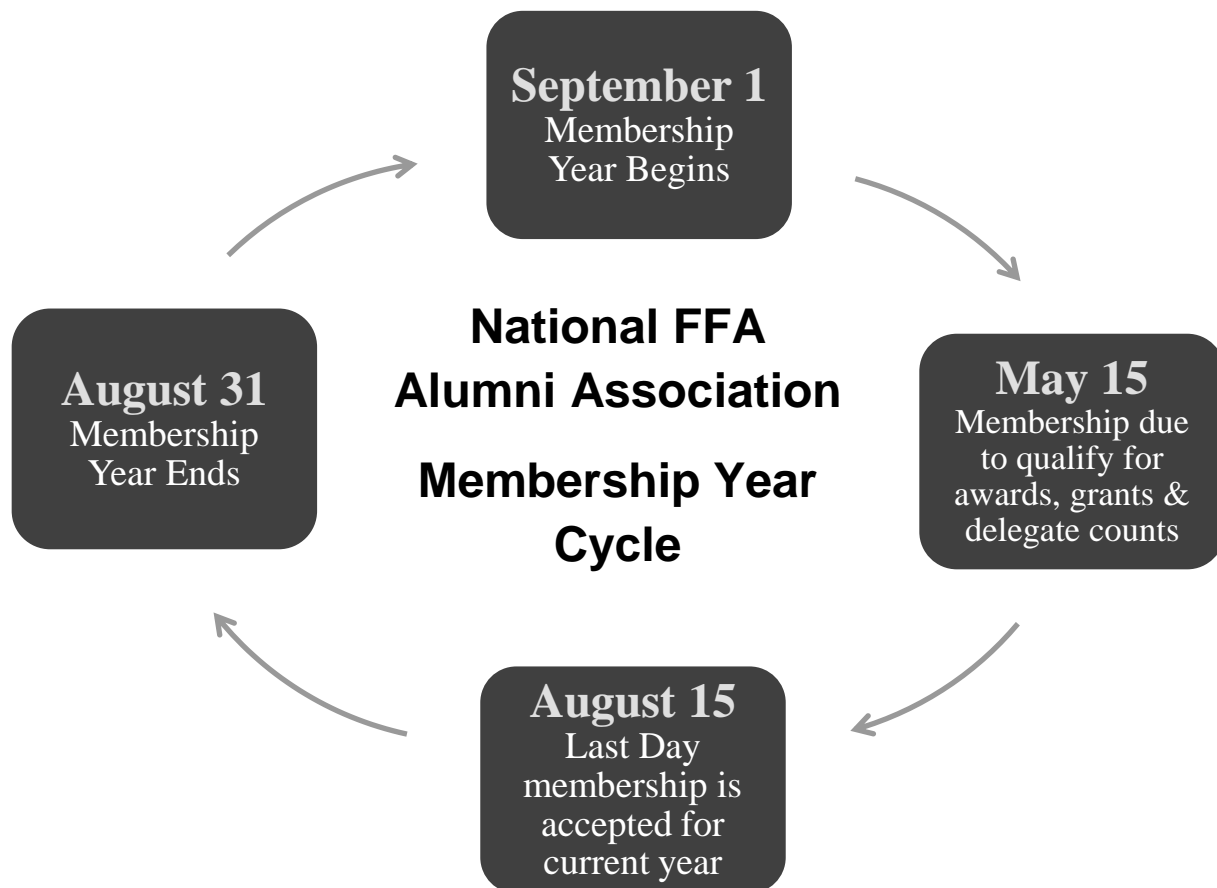 September 1
Membership
Year Begins
National FFA
Alumni Association
Membership Year
Cycle
May 15
Membership due
to qualify for
awards, grants &
delegate counts
August 15
Last Day
membership is
accepted for
current year
August 31
Membership
Year Ends